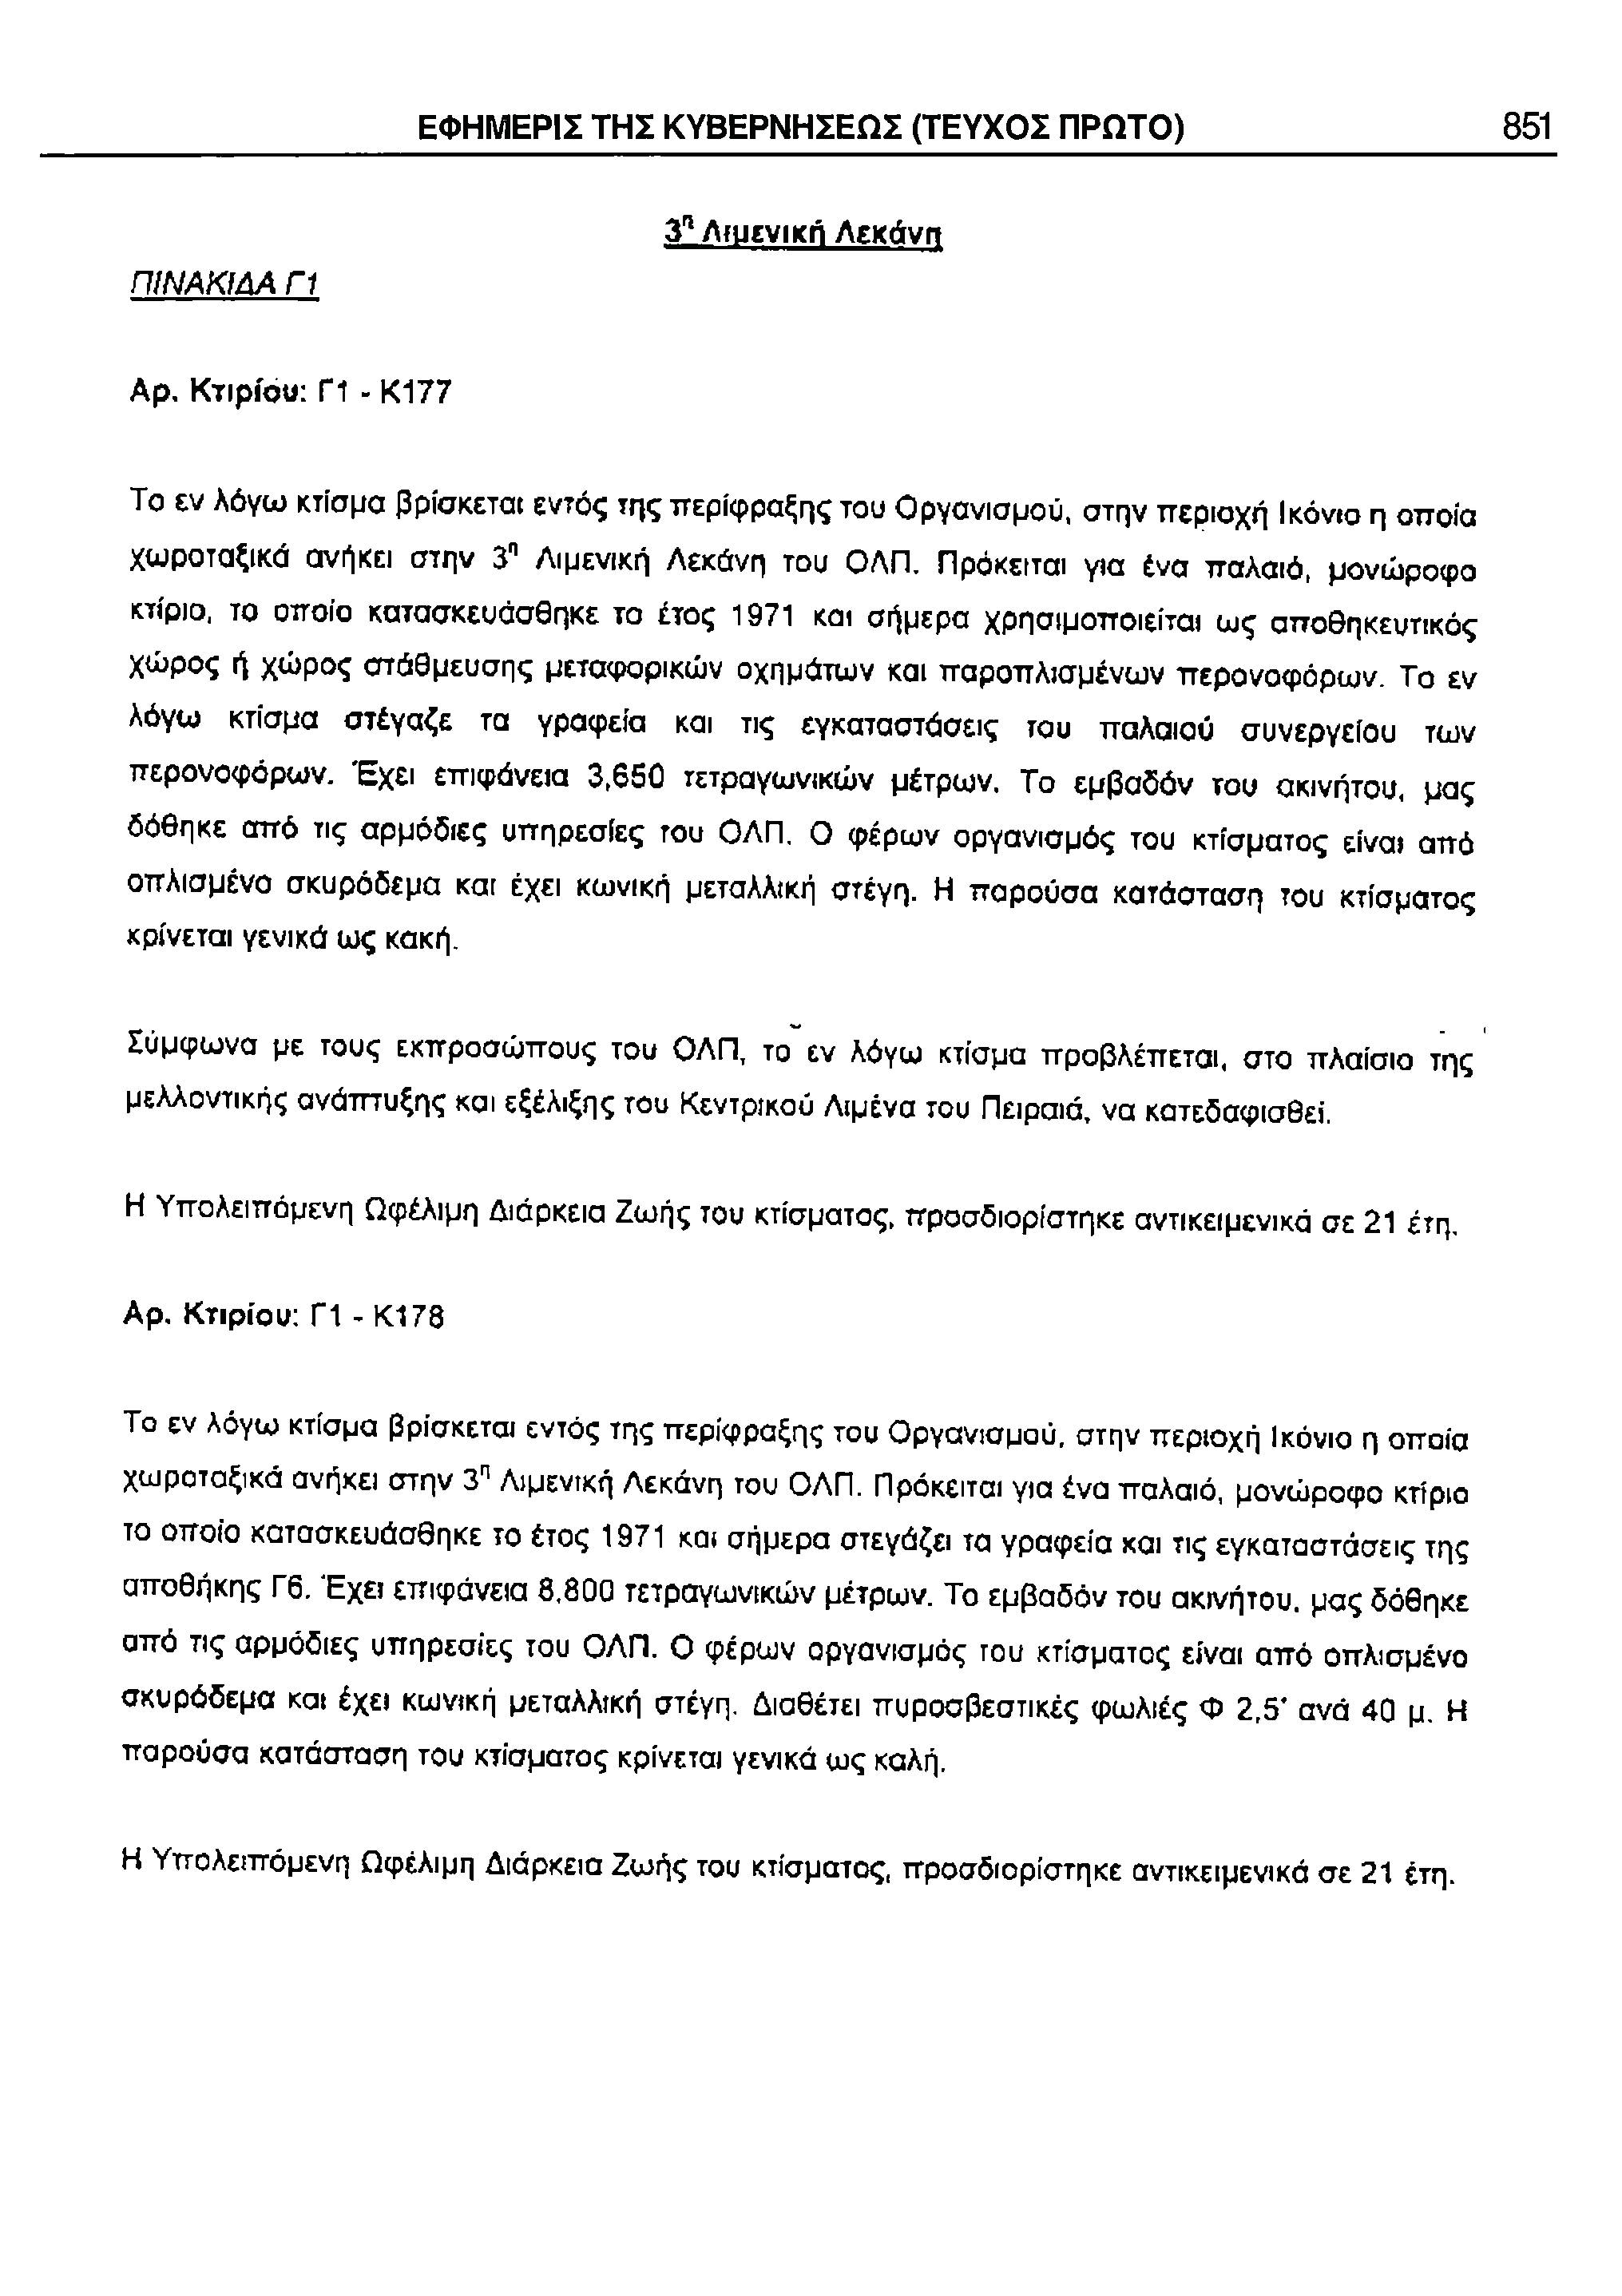 ΕΦΗΜΕΡΙΣ ΤΗΣ ΚΥΒΕΡΝΗΣΕΩΣ (ΤΕΥΧΟΣ ΠΡΩΤΟ) 851
3η Λιμενική Λεκάνη
ΠΙΝΑΚΙΔΑ Γ1
Αρ. Κτιρίου: Γ1 - Κ177
Το εν λόγω κτίσμα βρίσκεται εντός της περίφραξης του Οργανισμού, στην περιοχή Ικόνιο η οποία
χωροταξικά ανήκει στην 3η Λιμενική Λεκάνη του ΟΛΠ. Πρόκειται για ένα παλαιό, μονώροφο
κτίριο, το οποίο κατασκευάσθηκε το έτος 1971 και σήμερα χρησιμοποιείται ως αποθηκευτικός
χώρος ή χώρος στάθμευσης μεταφορικών οχημάτων και παροπλισμένων περονοφόρων. Το εν
λόγω κτίσμα στέγαζε τα γραφεία και τις εγκαταστάσεις του παλαιού συνεργείου των
περονοφόρων. Έχει επιφάνεια 3,650 τετραγωνικών μέτρων. Το εμβαδόν του ακινήτου, μας
δόθηκε από τις αρμόδιες υπηρεσίες του ΟΛΠ. Ο φέρων οργανισμός του κτίσματος είναι από
οπλισμένο σκυρόδεμα και έχει κωνική μεταλλική στέγη. Η παρούσα κατάσταση του κτίσματος
κρίνεται γενικά ως κακή.
Σύμφωνα με τους εκπροσώπους του ΟΛΠ, το εν λόγω κτίσμα προβλέπεται, στο πλαίσιο της
μελλοντικής ανάπτυξης και εξέλιξης του Κεντρικού Λιμένα του Πειραιά, να κατεδαφισθεί.
Η Υπολειπόμενη Ωφέλιμη Διάρκεια Ζωής του κτίσματος, προσδιορίστηκε αντικειμενικά σε 21 έτη.
Αρ. Κτιρίου: Γ1 - Κ178
Το εν λόγω κτίσμα βρίσκεται εντός της περίφραξης του Οργανισμού, στην περιοχή Ικόνιο η οποία
χωροταξικά ανήκει στην 3η Λιμενική Λεκάνη του ΟΛΠ. Πρόκειται για ένα παλαιό, μονώροφο κτίριο
το οποίο κατασκευάσθηκε το έτος 1971 και σήμερα στεγάζει τα γραφεία και τις εγκαταστάσεις της
αποθήκης Γ6. Έχει επιφάνεια 8,800 τετραγωνικών μέτρων. Το εμβαδόν του ακινήτου, μας δόθηκε
από τις αρμόδιες υπηρεσίες του ΟΛΠ. Ο φέρων οργανισμός του κτίσματος είναι από οπλισμένο
σκυρόδεμα και έχει κωνική μεταλλική στέγη. Διαθέτει πυροσβεστικές φωλιές Φ 2,5' ανά 40 μ. Η
παρούσα κατάσταση του κτίσματος κρίνεται γενικά ως καλή.
Η Υπολειπόμενη Ωφέλιμη Διάρκεια Ζωής του κτίσματος, προσδιορίστηκε αντικειμενικά σε 21 έτη.